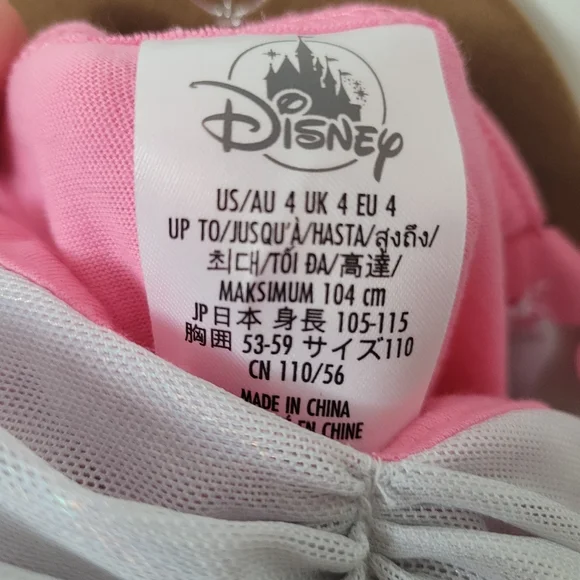 Disney
US/AU 4 UK 4 EU 4
UP TO/JUSQU'À/HASTA/สูงถึง/
최대/TỐI ĐA/高達/
MAKSIMUM 104 cm
JP日本 身長 105-115
胸囲 53-59 サイズ110
CN 110/56
MADE IN CHINA
EN CHINE